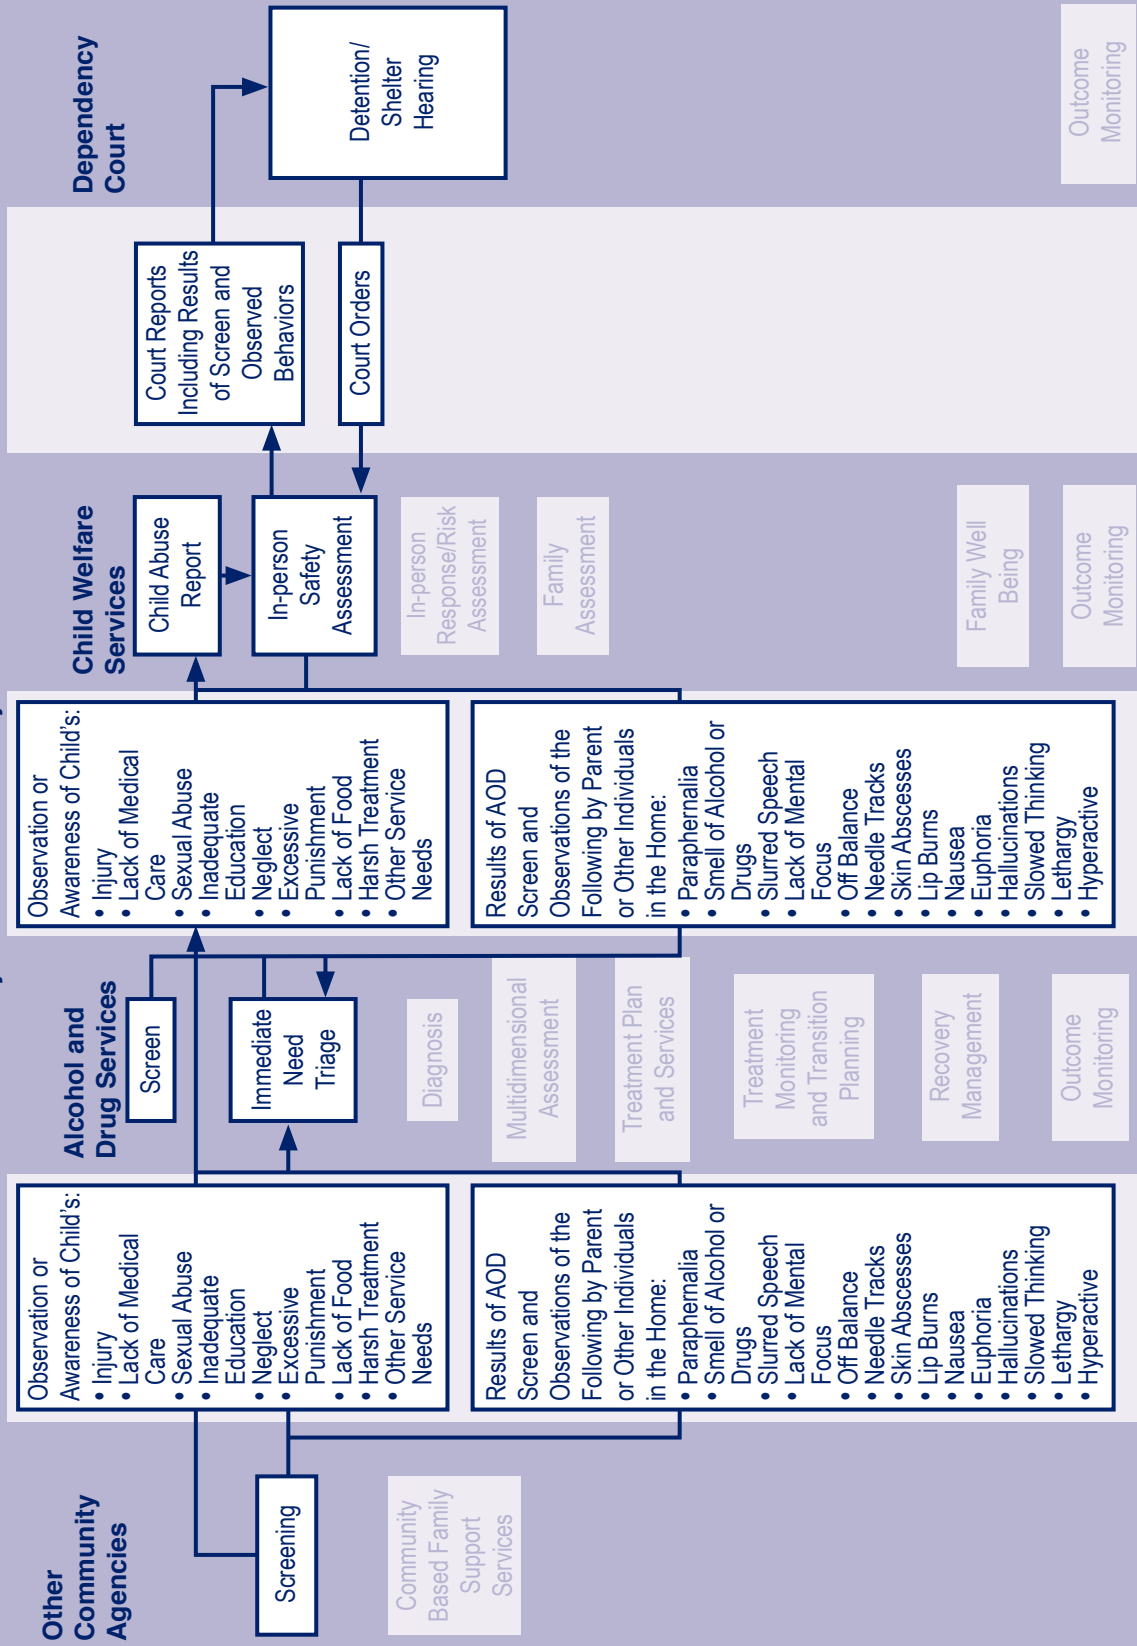 Other
Community
Agencies
Screening
Community
Based Family
Support
Services
Observation or
Awareness of Child's:
• Injury
• Lack of Medical
Care
• Sexual Abuse
• Inadequate
Education
• Neglect
• Excessive
Punishment
• Lack of Food
• Harsh Treatment
• Other Service
Needs
Results of AOD
Screen and
Observations of the
Following by Parent
or Other Individuals
in the Home:
• Paraphernalia
• Smell of Alcohol or
Drugs
• Slurred Speech
• Lack of Mental
Focus
• Off Balance
• Needle Tracks
• Skin Abscesses
• Lip Burns
• Nausea
• Euphoria
• Hallucinations
• Slowed Thinking
• Lethargy
• Hyperactive
Alcohol and
Drug Services
Screen
Immediate
Need
Triage
Diagnosis
Multidimensional
Assessment
Treatment Plan
and Services
Treatment
Monitoring
and Transition
Planning
Recovery
Management
Outcome
Monitoring
Observation or
Awareness of Child's:
• Injury
• Lack of Medical
Care
• Sexual Abuse
• Inadequate
Education
• Neglect
• Excessive
Punishment
• Lack of Food
• Harsh Treatment
• Other Service
Needs
Results of AOD
Screen and
Observations of the
Following by Parent
or Other Individuals
in the Home:
• Paraphernalia
• Smell of Alcohol or
Drugs
• Slurred Speech
• Lack of Mental
Focus
• Off Balance
• Needle Tracks
• Skin Abscesses
• Lip Burns
• Nausea
• Euphoria
• Hallucinations
• Slowed Thinking
• Lethargy
• Hyperactive
Child Welfare
Services
Child Abuse
Report
In-person
Safety
Assessment
In-person
Response/Risk
Assessment
Family
Assessment
Family Well
Being
Outcome
Monitoring
Court Reports
Including Results
of Screen and
Observed
Behaviors
Court Orders
Dependency
Court
Detention/
Shelter
Hearing
Outcome
Monitoring